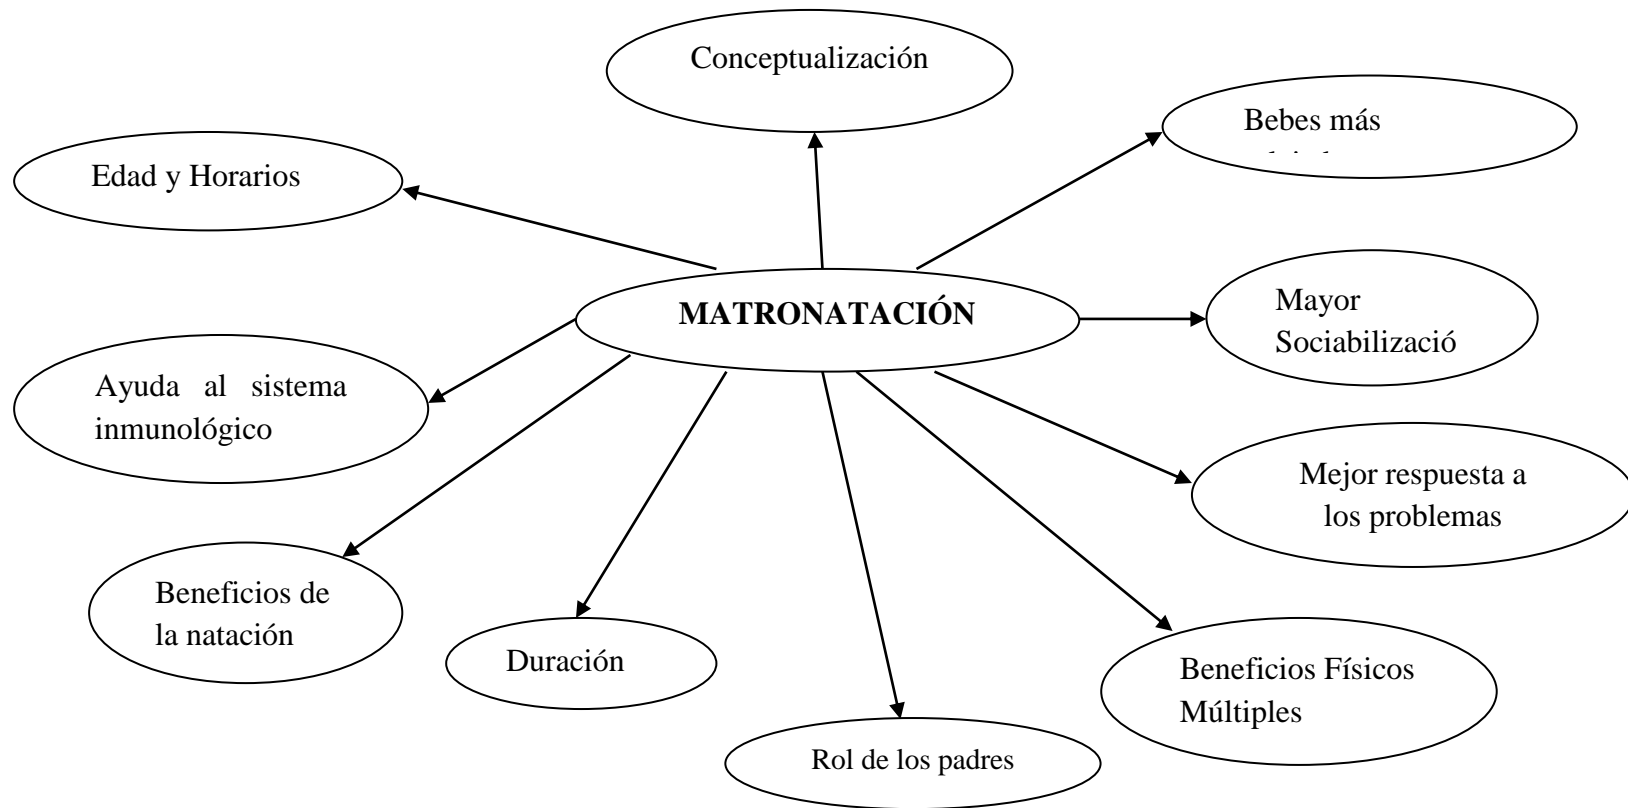 Conceptualización
Bebes más
Edad y Horarios
MATRONATACIÓN
Mayor
Sociabilizació
Ayuda al sistema
inmunológico
Mejor respuesta a
los problemas
Beneficios de
la natación
Duración
Beneficios Físicos
Múltiples
Rol de los padres